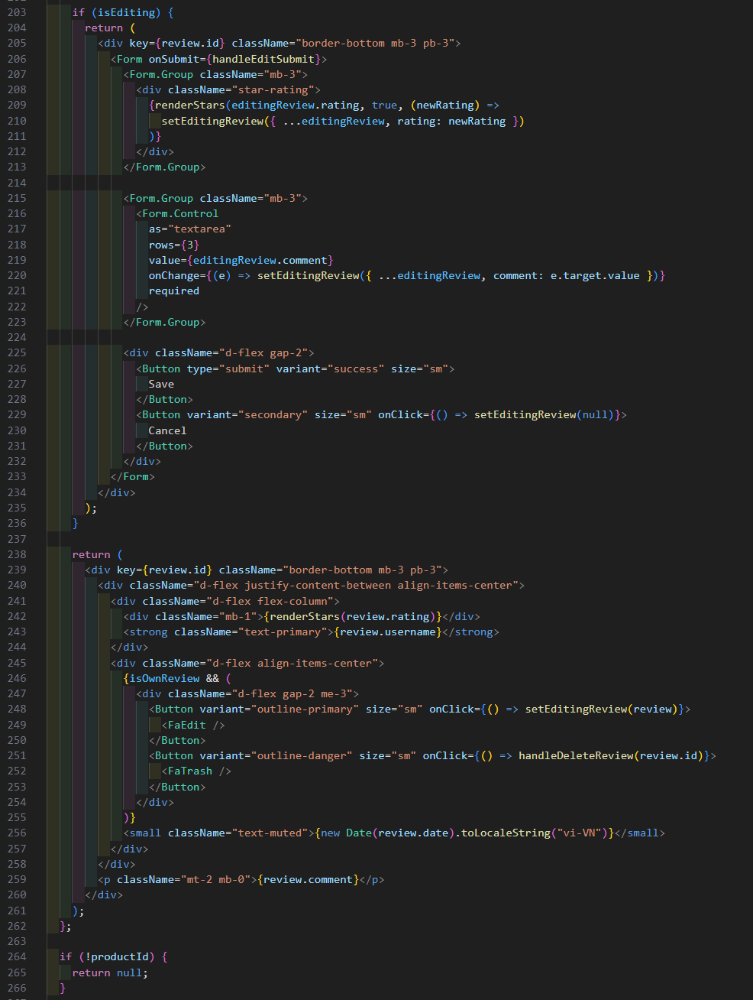 203 if (isEditing) {
204 return (
205 <div key={review.id} className="border-bottom mb-3 pb-3">
206 <Form onSubmit={handleEditSubmit}>
207 <Form.Group className="mb-3">
208 <div className="star-rating">
209 {renderStars(editingReview.rating, true, (newRating) =>
210 setEditingReview({ ...editingReview, rating: newRating })
211 )}
212 </div>
213 </Form.Group>
214
215 <Form.Group className="mb-3">
216 <Form.Control
217 as="textarea"
218 rows={3}
219 value={editingReview.comment}
220 onChange={(e) => setEditingReview({ ...editingReview, comment: e.target.value })}
221 required
222 />
223 </Form.Group>
224
225 <div className="d-flex gap-2">
226 <Button type="submit" variant="success" size="sm">
227 Save
228 </Button>
229 <Button variant="secondary" size="sm" onClick={() => setEditingReview(null)}>
230 Cancel
231 </Button>
232 </div>
233 </Form>
234 </div>
235 );
236 }
237
238 return (
239 <div key={review.id} className="border-bottom mb-3 pb-3">
240 <div className="d-flex justify-content-between align-items-center">
241 <div className="d-flex flex-column">
242 <div className="mb-1">{renderStars(review.rating)}</div>
243 <strong className="text-primary">{review.username}</strong>
244 </div>
245 <div className="d-flex align-items-center">
246 {isOwnReview && (
247 <div className="d-flex gap-2 me-3">
248 <Button variant="outline-primary" size="sm" onClick={() => setEditingReview(review)}>
249 <FaEdit />
250 </Button>
251 <Button variant="outline-danger" size="sm" onClick={() => handleDeleteReview(review.id)}>
252 <FaTrash />
253 </Button>
254 </div>
255 )}
256 <small className="text-muted">{new Date(review.date).toLocaleString("vi-VN")}</small>
257 </div>
258 </div>
259 <p className="mt-2 mb-0">{review.comment}</p>
260 </div>
261 );
262 };
263
264 if (!productId) {
265 return null;
266 }